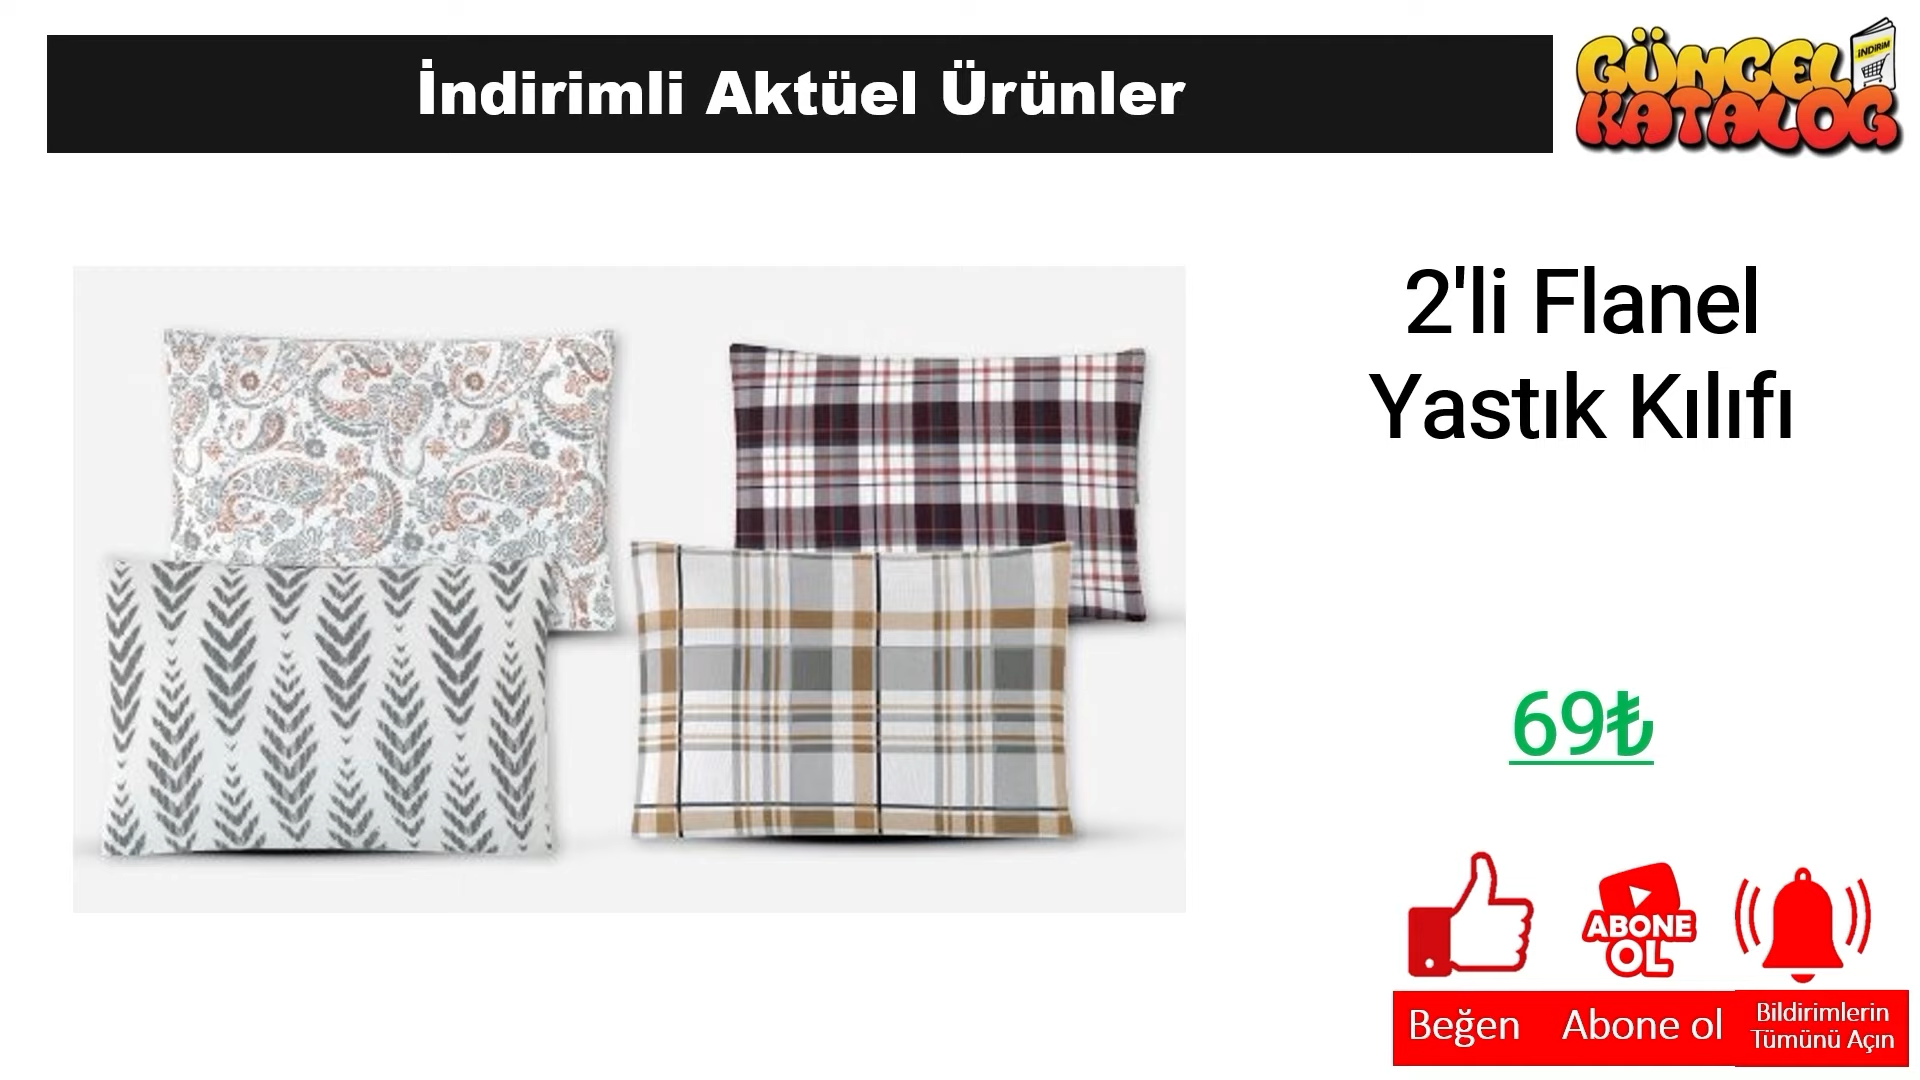 İndirimli Aktüel Ürünler
GÜNCEL
KATALOG
İNDİRİM
2'li Flanel
Yastık Kılıfı
69₺
ABONE
OL
Beğen
Abone ol
Bildirimlerin
Tümünü Açın